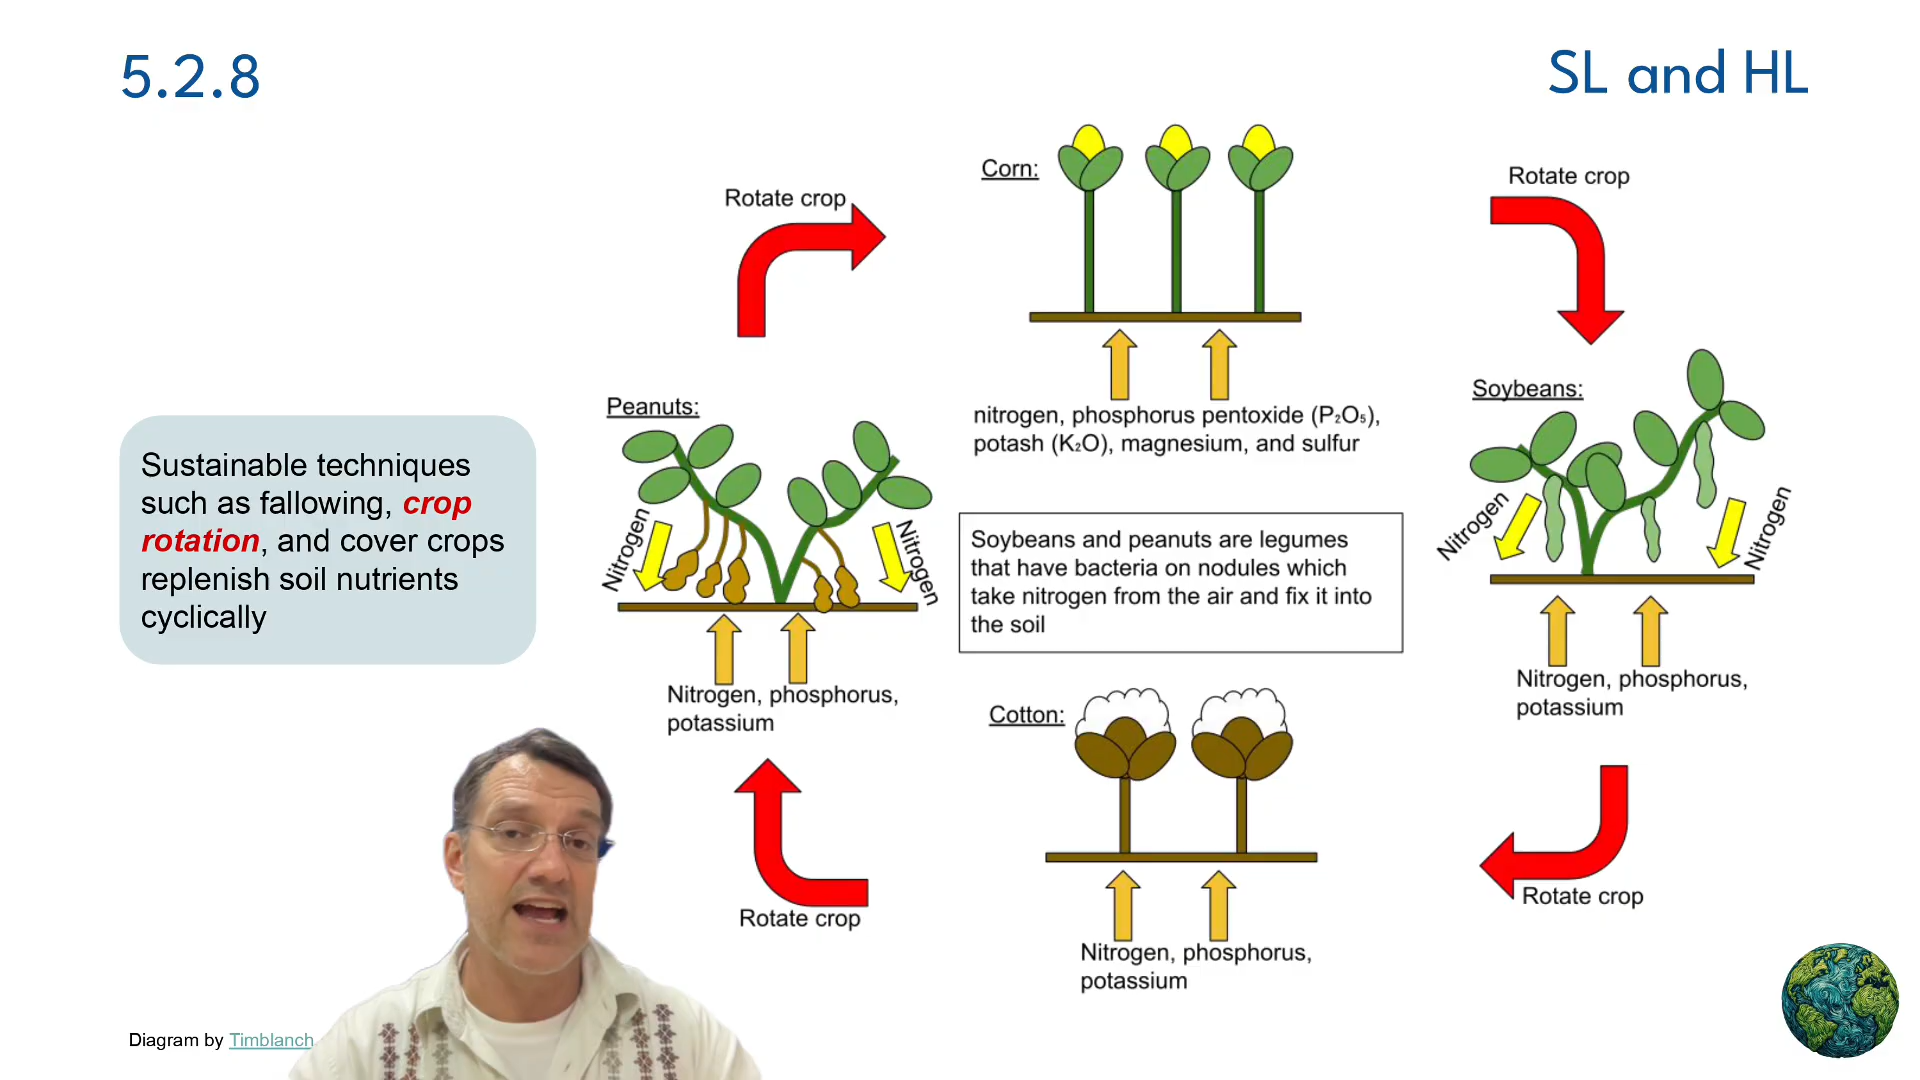 5.2.8
SL and HL
Corn:
Rotate crop
Rotate crop
nitrogen, phosphorus pentoxide (P₂O₅),
potash (K₂O), magnesium, and sulfur
Peanuts:
Nitrogen
Nitrogen
Nitrogen, phosphorus,
potassium
Soybeans:
Nitrogen
Nitrogen
Nitrogen, phosphorus,
potassium
Sustainable techniques
such as fallowing, crop
rotation, and cover crops
replenish soil nutrients
cyclically
Soybeans and peanuts are legumes
that have bacteria on nodules which
take nitrogen from the air and fix it into
the soil
Cotton:
Nitrogen, phosphorus,
potassium
Rotate crop
Rotate crop
Diagram by Timblanch